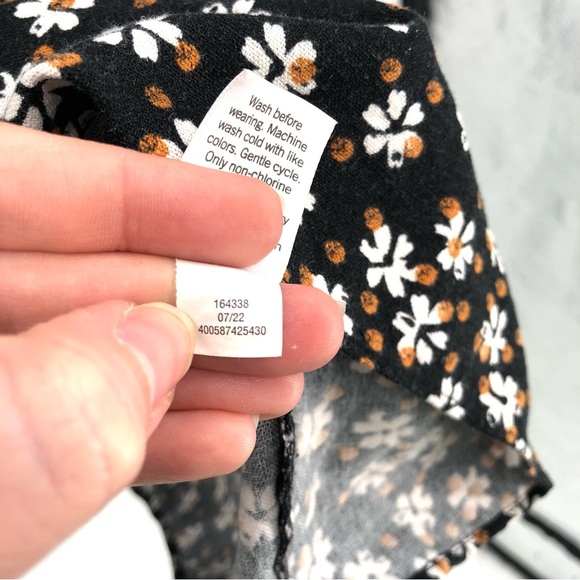 Wash before
wearing. Machine
wash cold with like
colors. Gentle cycle.
Only non-chlorine
164338
07/22
400587425430